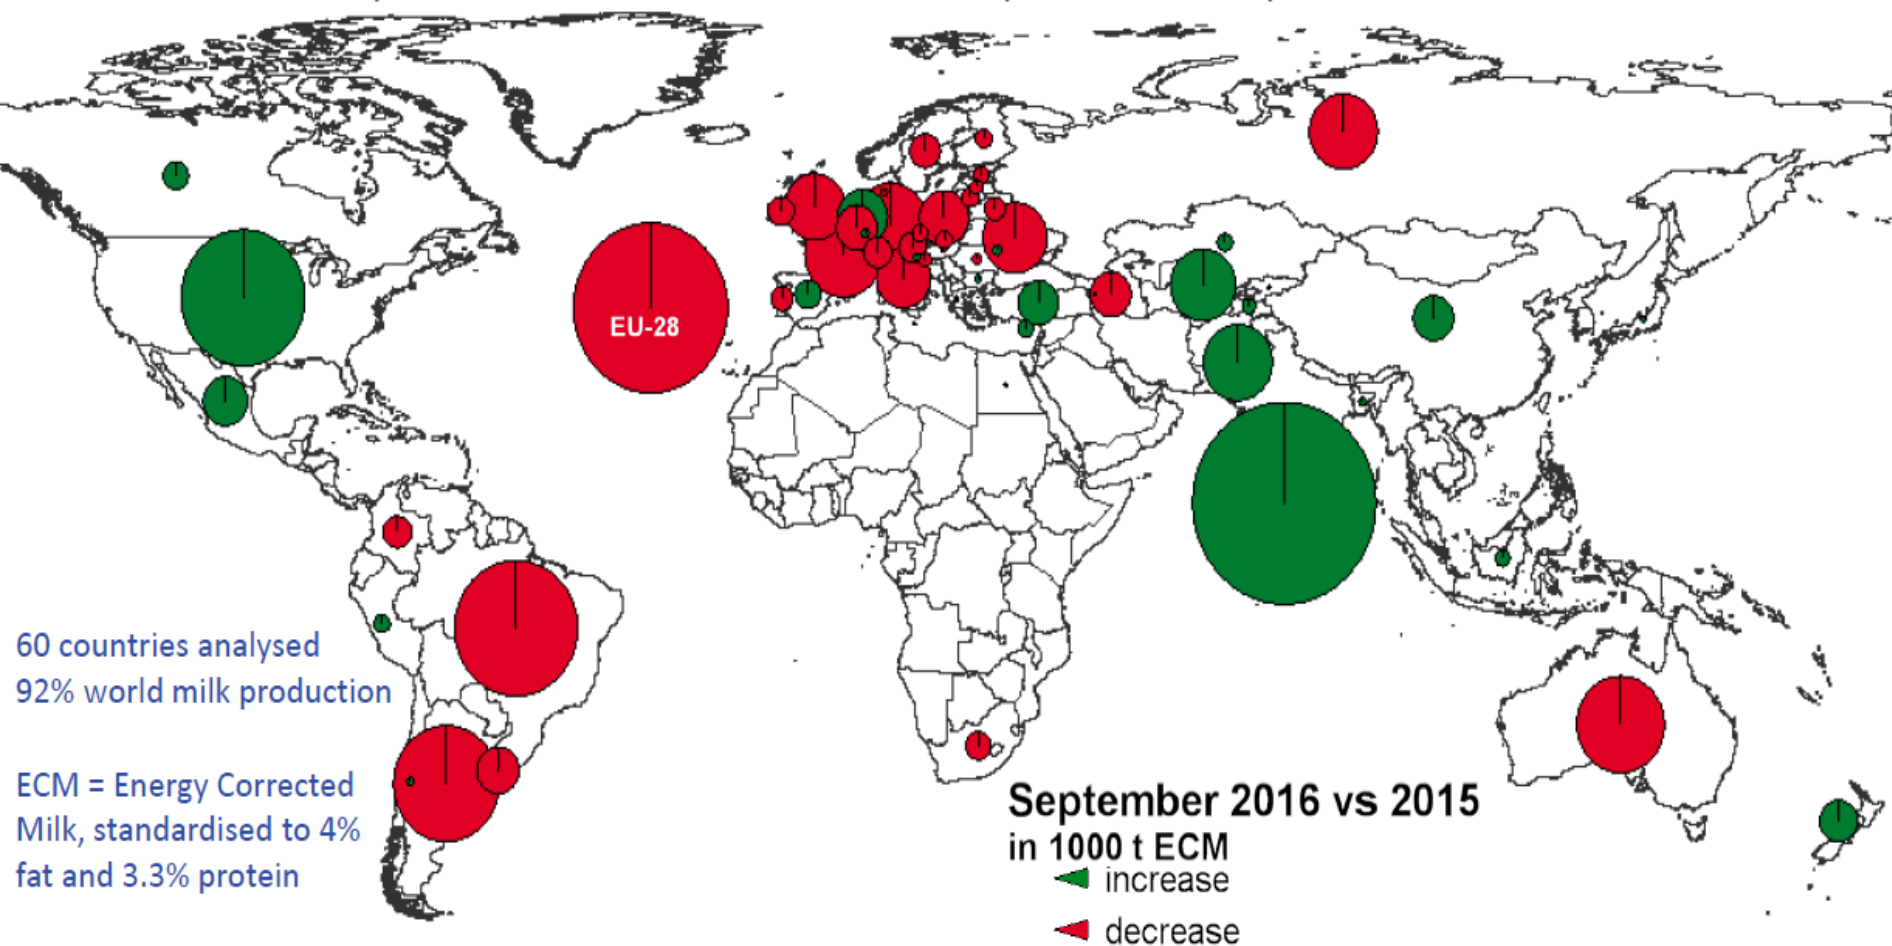 EU-28
60 countries analysed
92% world milk production
ECM = Energy Corrected
Milk, standardised to 4%
fat and 3.3% protein
September 2016 vs 2015
in 1000 t ECM
increase
decrease